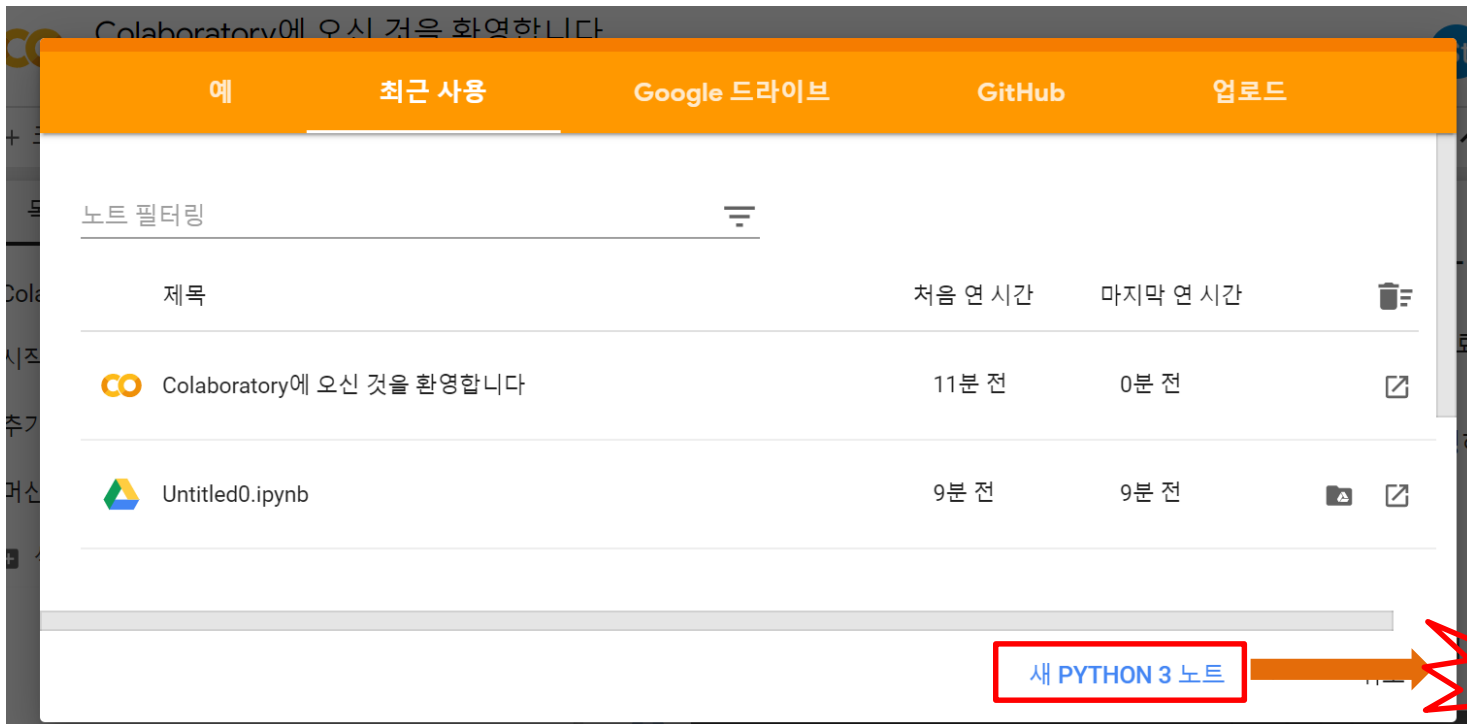 Colaboratory에 오신 것을 환영합니다
예 최근 사용 Google 드라이브 GitHub 업로드
노트 필터링
제목 처음 연 시간 마지막 연 시간
Colaboratory에 오신 것을 환영합니다 11분 전 0분 전
Untitled0.ipynb 9분 전 9분 전
새 PYTHON 3 노트